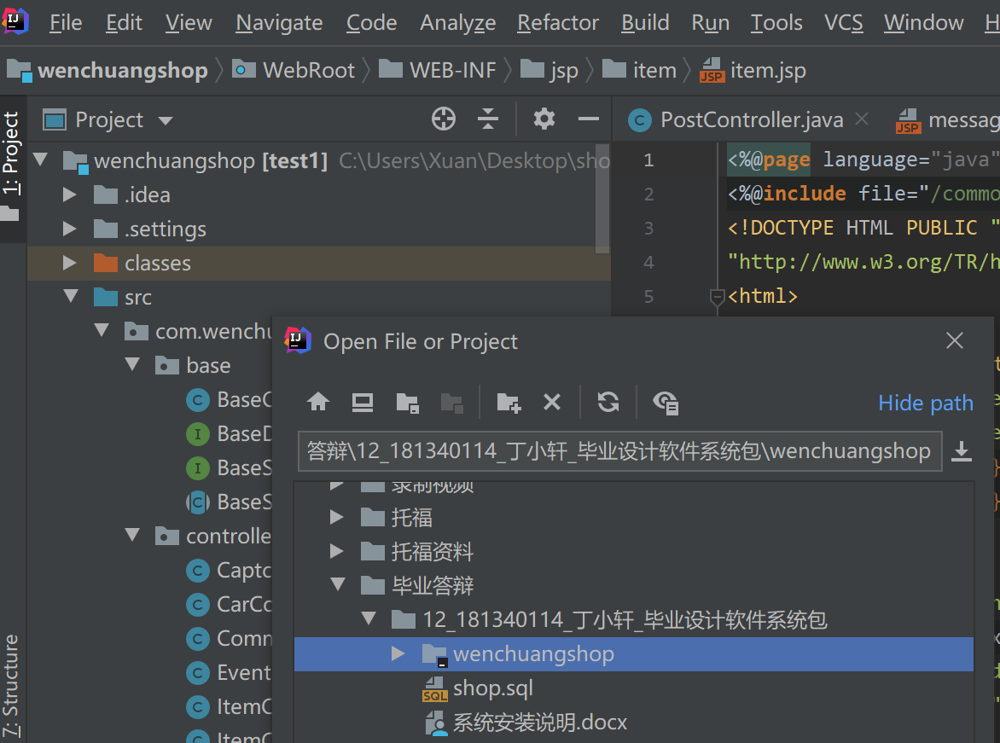 File Edit View Navigate Code Analyze Refactor Build Run Tools VCS Window H
wenchuangshop WebRoot WEB-INF jsp item item.jsp
1: Project
Project
PostController.java
messag
wenchuangshop [test1] C:\Users\Xuan\Desktop\sho
.idea
.settings
classes
src
com.wenchu
base
BaseC
BaseD
BaseS
BaseS
controlle
Captc
CarCo
Comm
Event
ItemC
ItemC
7: Structure
1 <%@page language="java"
2 <%@include file="/commo
3 <!DOCTYPE HTML PUBLIC "
4 "http://www.w3.org/TR/h
5 <html>
Open File or Project
Hide path
答辩\12_181340114_丁小轩_毕业设计软件系统包\wenchuangshop
录制视频
托福
托福资料
毕业答辩
12_181340114_丁小轩_毕业设计软件系统包
wenchuangshop
shop.sql
系统安装说明.docx